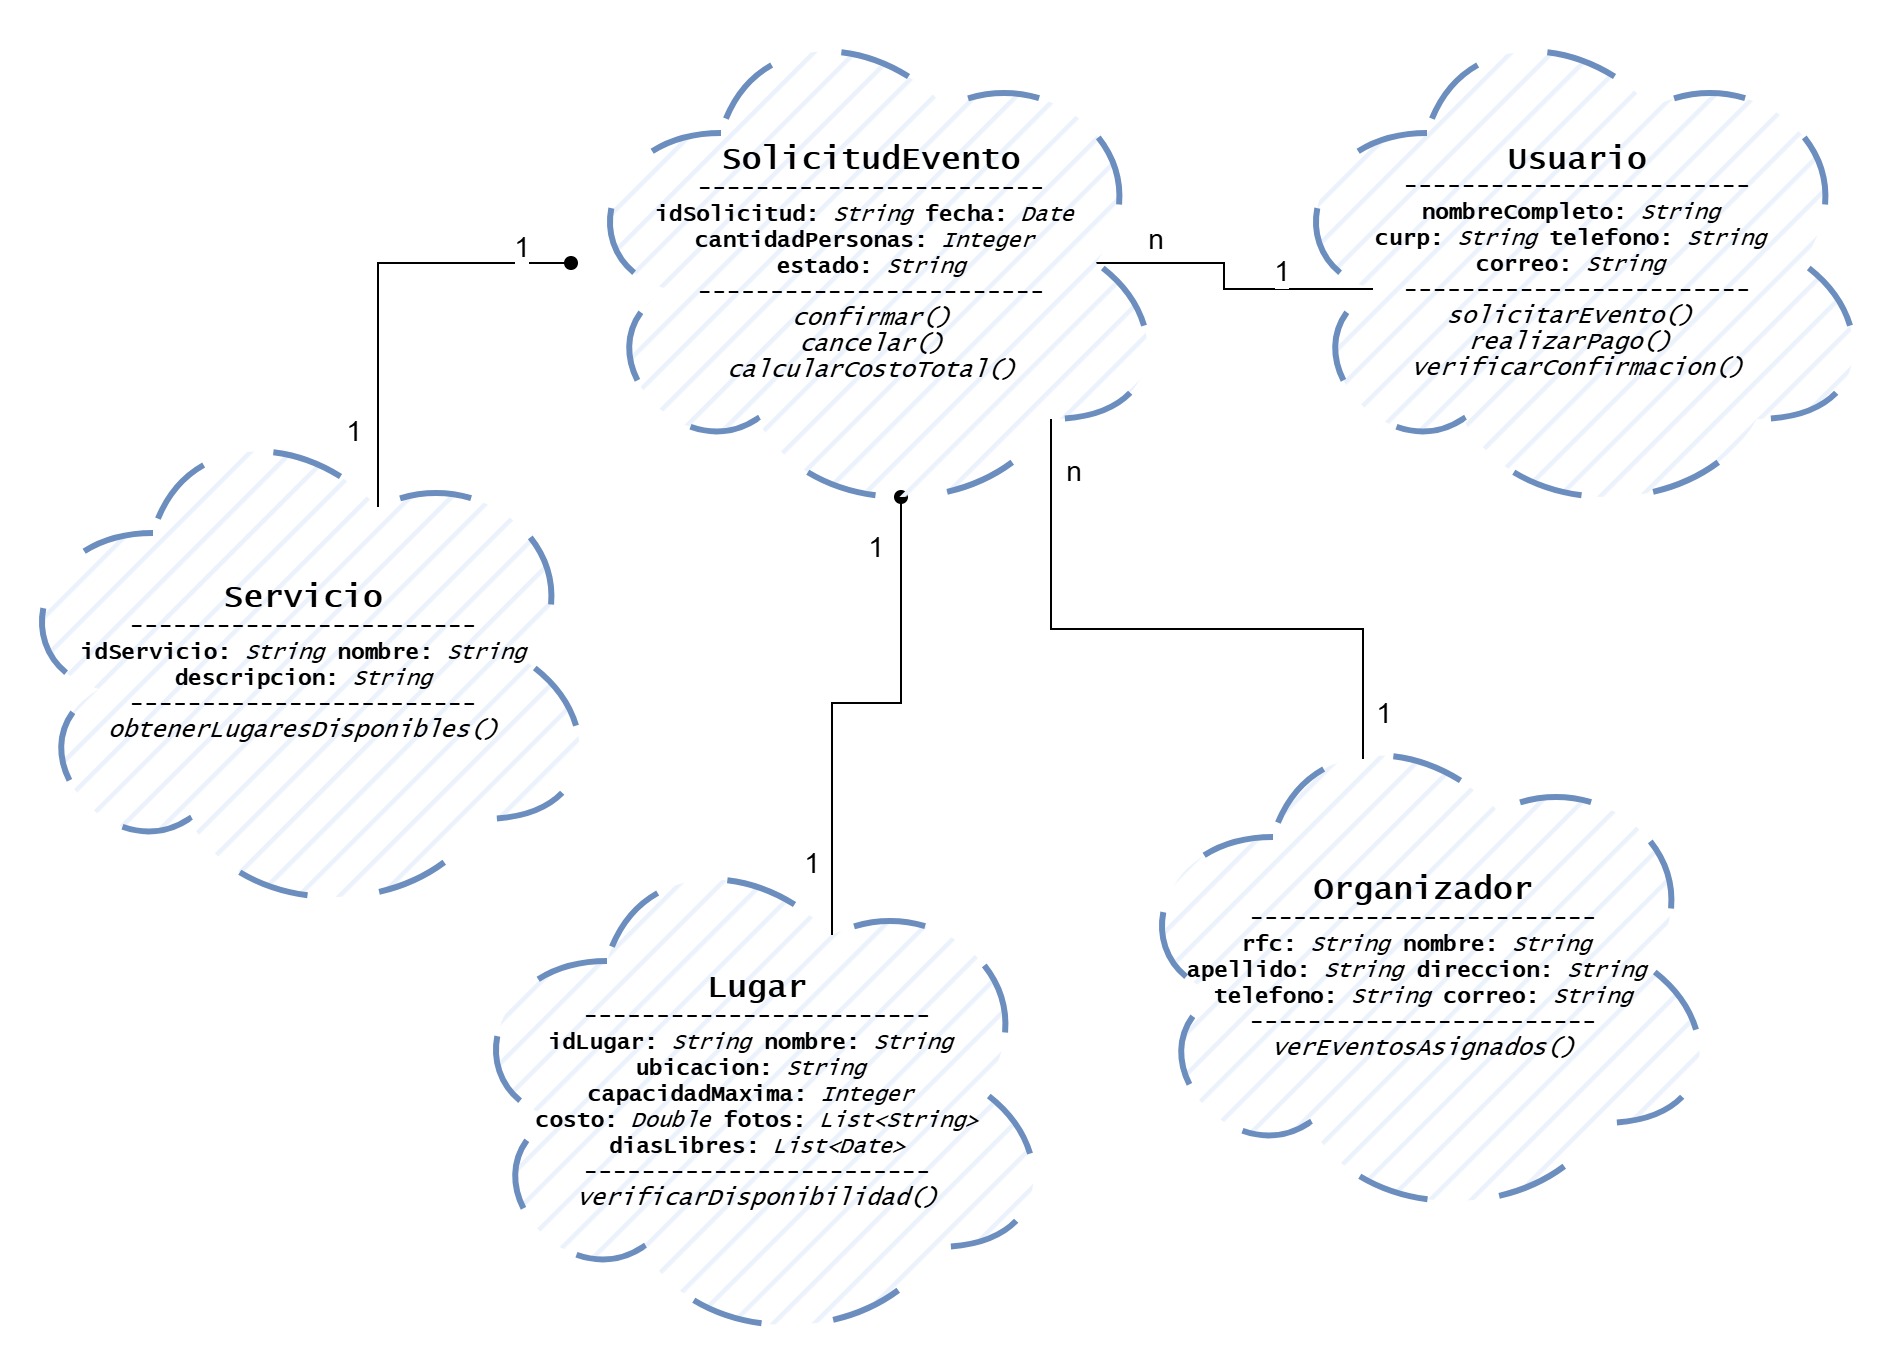 SolicitudEvento
------------------------
idSolicitud: String fecha: Date
cantidadPersonas: Integer
estado: String
------------------------
confirmar()
cancelar()
calcularCostoTotal()
Usuario
------------------------
nombreCompleto: String
curp: String telefono: String
correo: String
------------------------
solicitarEvento()
realizarPago()
verificarConfirmacion()
1
n
1
1
n
1
1
1
Servicio
------------------------
idServicio: String nombre: String
descripcion: String
------------------------
obtenerLugaresDisponibles()
Lugar
------------------------
idLugar: String nombre: String
ubicacion: String
capacidadMaxima: Integer
costo: Double fotos: List<String>
diasLibres: List<Date>
------------------------
verificarDisponibilidad()
Organizador
------------------------
rfc: String nombre: String
apellido: String direccion: String
telefono: String correo: String
------------------------
verEventosAsignados()